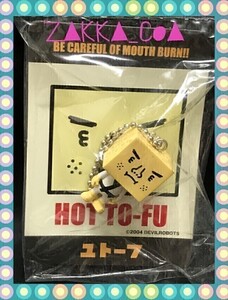 ZAKKA_COA
BE CAREFUL OF MOUTH BURN!!
HOT TO-FU
©2004 DEVILROBOTS
ユトーフ